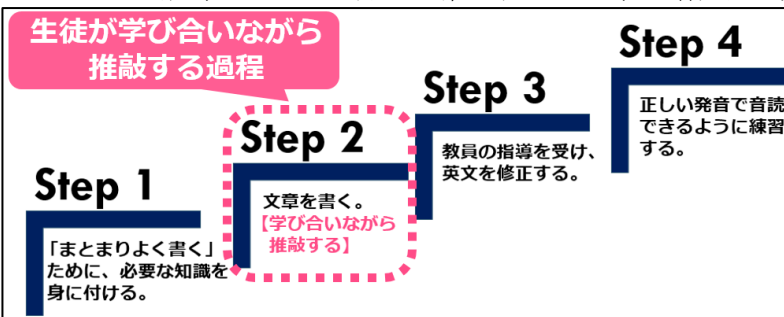 生徒が学び合いながら
推敲する過程
Step 1
「まとまりよく書く」
ために、必要な知識を
身に付ける。
Step 2
文章を書く。
【学び合いながら
推敲する】
Step 3
教員の指導を受け、
英文を修正する。
Step 4
正しい発音で音読
できるように練習
する。